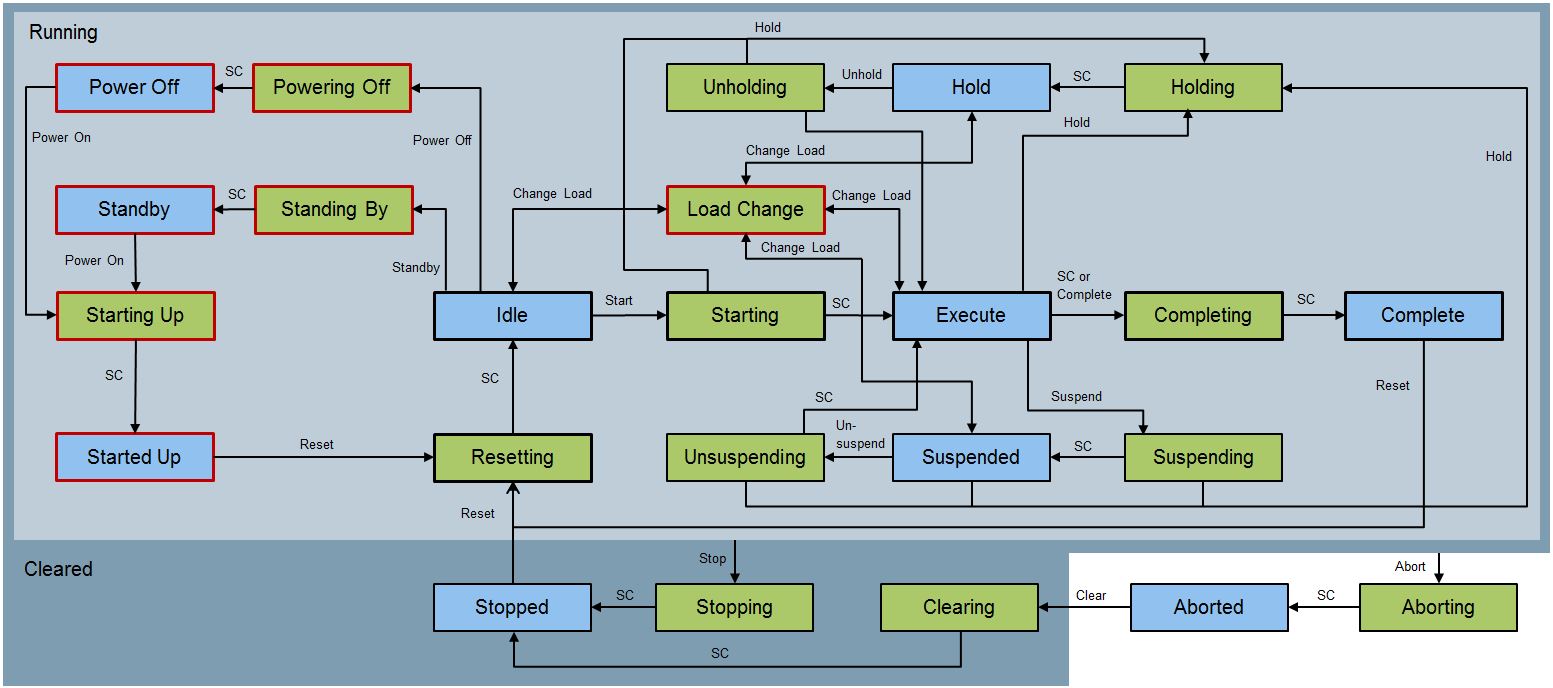 Running
Hold
Power Off
SC
Powering Off
Unholding
Unhold
Hold
SC
Holding
Power On
Power Off
Hold
Change Load
Hold
Standby
SC
Standing By
Change Load
Load Change
Change Load
Power On
Standby
Change Load
Starting Up
Idle
Start
Starting
SC
Execute
SC or
Complete
Completing
SC
Complete
SC
SC
Reset
SC
Suspend
Started Up
Reset
Resetting
Unsuspending
Un-
suspend
Suspended
SC
Suspending
Reset
Cleared
Stop
Abort
Stopped
SC
Stopping
Clearing
Clear
Aborted
SC
Aborting
SC